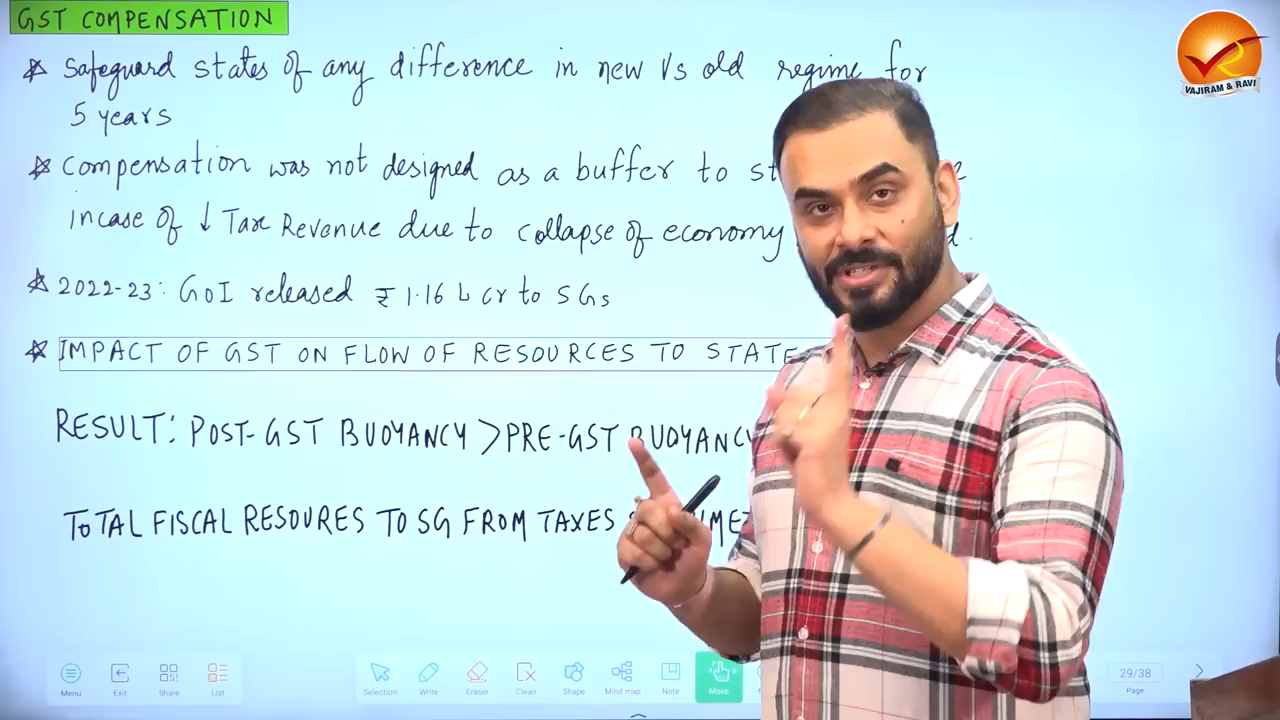 GST COMPENSATION
VAJIRAM & RAVI
Safeguard states of any difference in new Vs old regime for
5 years
Compensation was not designed as a buffer to
incase of ↓ Tax Revenue due to collapse of economy
2022-23: GoI released ₹ 1.16 L Cr to SGs
IMPACT OF GST ON FLOW OF RESOURCES TO STATE
RESULT: POST-GST BUOYANCY > PRE-GST BUOYANCY
TOTAL FISCAL RESOURES TO SG FROM TAXES
Menu Exit Share List Selection Write Eraser Clean Shape Mind map Note Move
29/38
Page